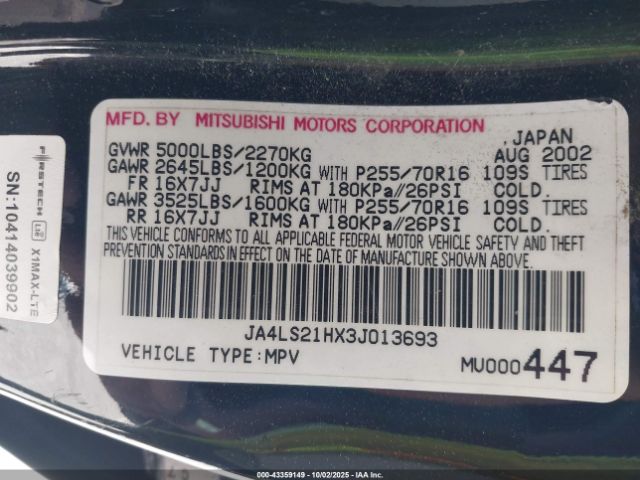 MFD. BY MITSUBISHI MOTORS CORPORATION
, JAPAN
GVWR 5000LBS/2270KG AUG 2002
GAWR 2645LBS/1200KG WITH P255/70R16 109S TIRES
FR 16X7JJ RIMS AT 180KPa//26PSI COLD.
GAWR 3525LBS/1600KG WITH P255/70R16 109S TIRES
RR 16X7JJ RIMS AT 180KPa//26PSI COLD.
THIS VEHICLE CONFORMS TO ALL APPLICABLE FEDERAL MOTOR VEHICLE SAFETY AND THEFT
PREVENTION STANDARDS IN EFFECT ON THE DATE OF MANUFACTURE SHOWN ABOVE.
JA4LS21HX3J013693
VEHICLE TYPE:MPV
MU000447
FIRSTECH LTE X1MAX-LTE
SN:10414039902
000-43359149 - 10/02/2025 - IAAI.COM